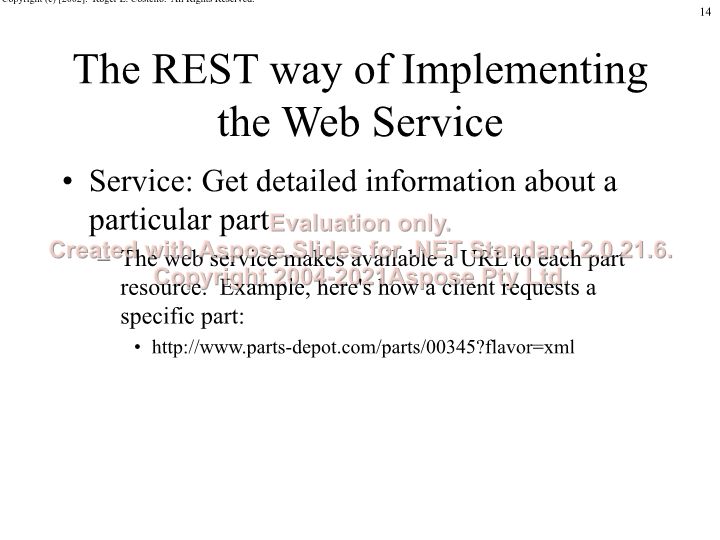 Copyright (c) [2002]. Roger L. Costello. All Rights Reserved.
14
The REST way of Implementing
the Web Service
• Service: Get detailed information about a
particular part
Evaluation only.
Created with Aspose.Slides for .NET Standard 2.0 21.6.
Copyright 2004-2021Aspose Pty Ltd.
– The web service makes available a URL to each part
resource. Example, here's how a client requests a
specific part:
• http://www.parts-depot.com/parts/00345?flavor=xml